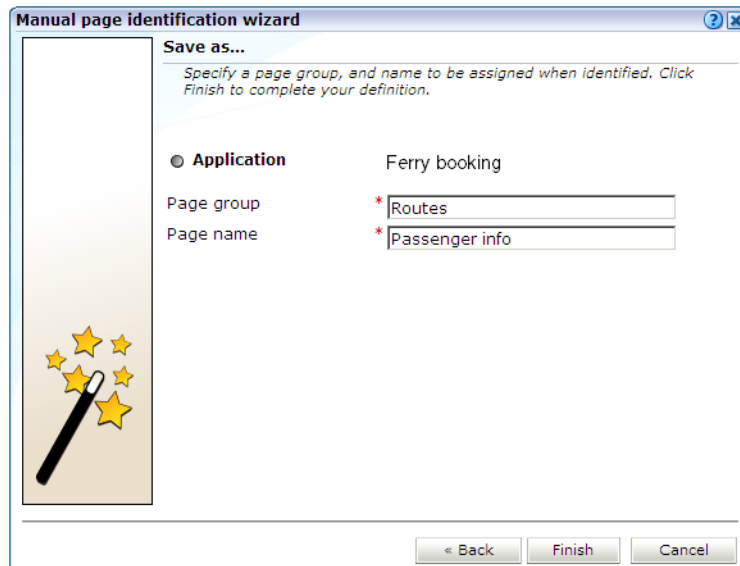 Manual page identification wizard ?
Save as...
Specify a page group, and name to be assigned when identified. Click
Finish to complete your definition.
Application Ferry booking
Page group * Routes
Page name * Passenger info
« Back Finish Cancel